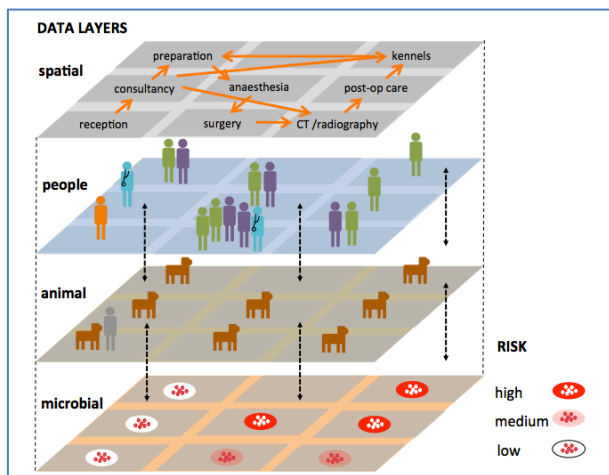 DATA LAYERS
spatial
preparation
kennels
consultancy
anaesthesia
post-op care
reception
surgery
CT /radiography
people
animal
microbial
RISK
high
medium
low